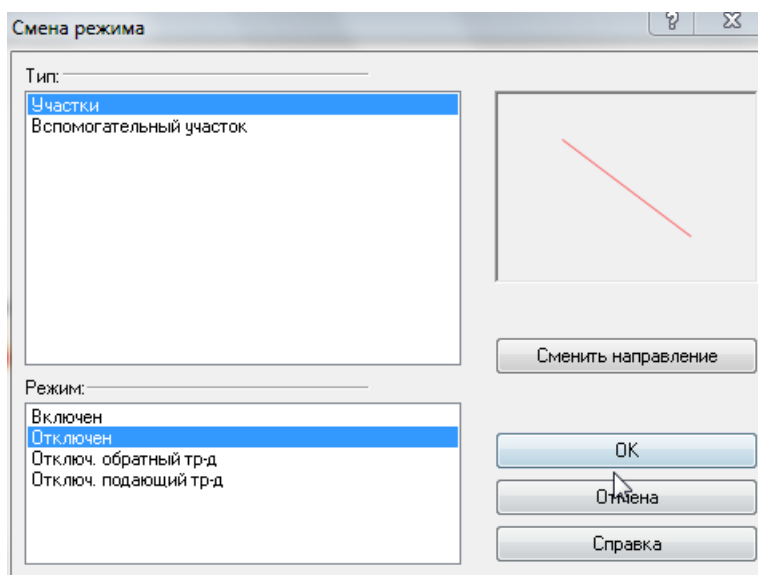 Смена режима
Тип:
Участки
Вспомогательный участок
Сменить направление
Режим:
Включен
Отключен
Отключ. обратный тр-д
Отключ. подающий тр-д
OK
Отмена
Справка